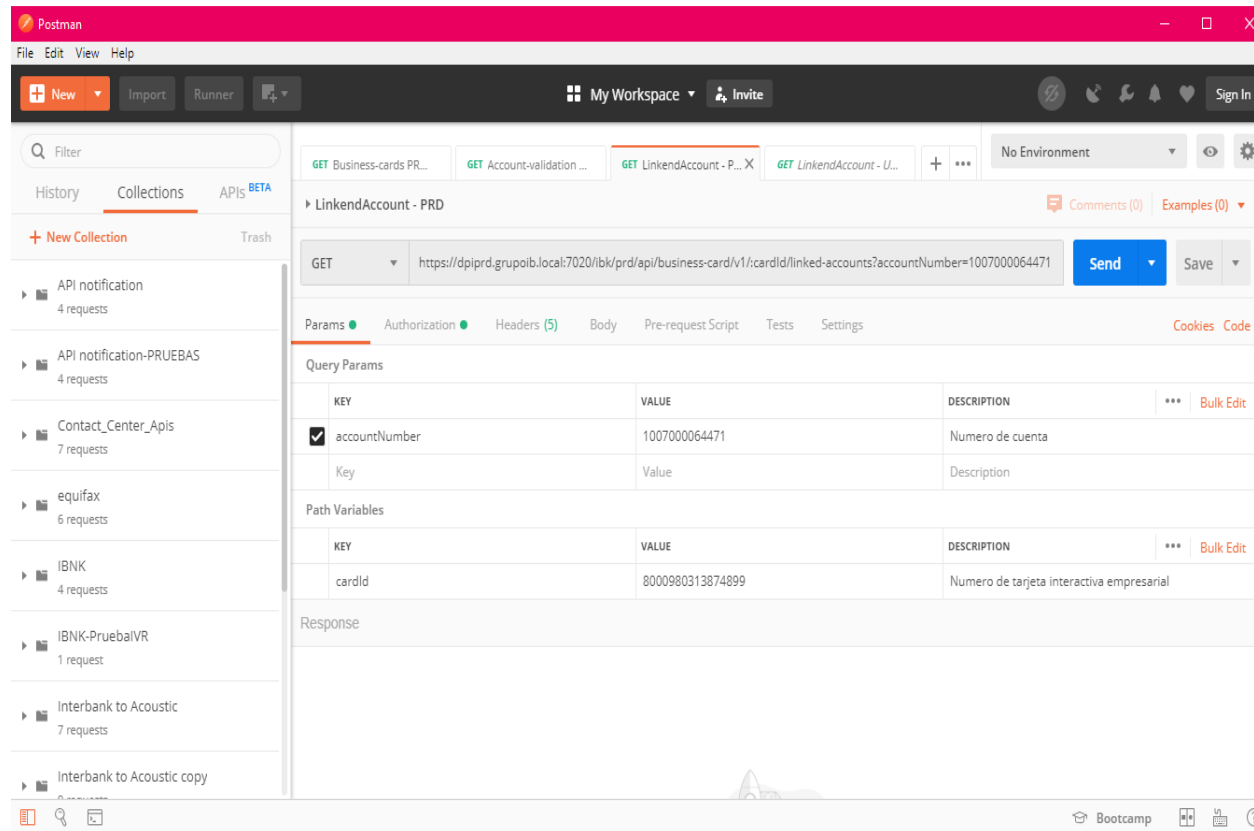 Postman
File Edit View Help
New Import Runner My Workspace Invite Sign In
Filter
History Collections APIs BETA
+ New Collection Trash
API notification
4 requests
API notification-PRUEBAS
4 requests
Contact_Center_Apis
7 requests
equifax
6 requests
IBNK
4 requests
IBNK-PruebaIVR
1 request
Interbank to Acoustic
7 requests
Interbank to Acoustic copy
GET Business-cards PR... GET Account-validation ... GET LinkendAccount - P... X GET LinkendAccount - U... + ••• No Environment
LinkendAccount - PRD Comments (0) Examples (0)
GET https://dpiprd.grupoib.local:7020/ibk/prd/api/business-card/v1/:cardId/linked-accounts?accountNumber=1007000064471 Send Save
Params Authorization Headers (5) Body Pre-request Script Tests Settings Cookies Code
Query Params
KEY VALUE DESCRIPTION ••• Bulk Edit
accountNumber 1007000064471 Numero de cuenta
Key Value Description
Path Variables
KEY VALUE DESCRIPTION ••• Bulk Edit
cardId 8000980313874899 Numero de tarjeta interactiva empresarial
Response
Bootcamp